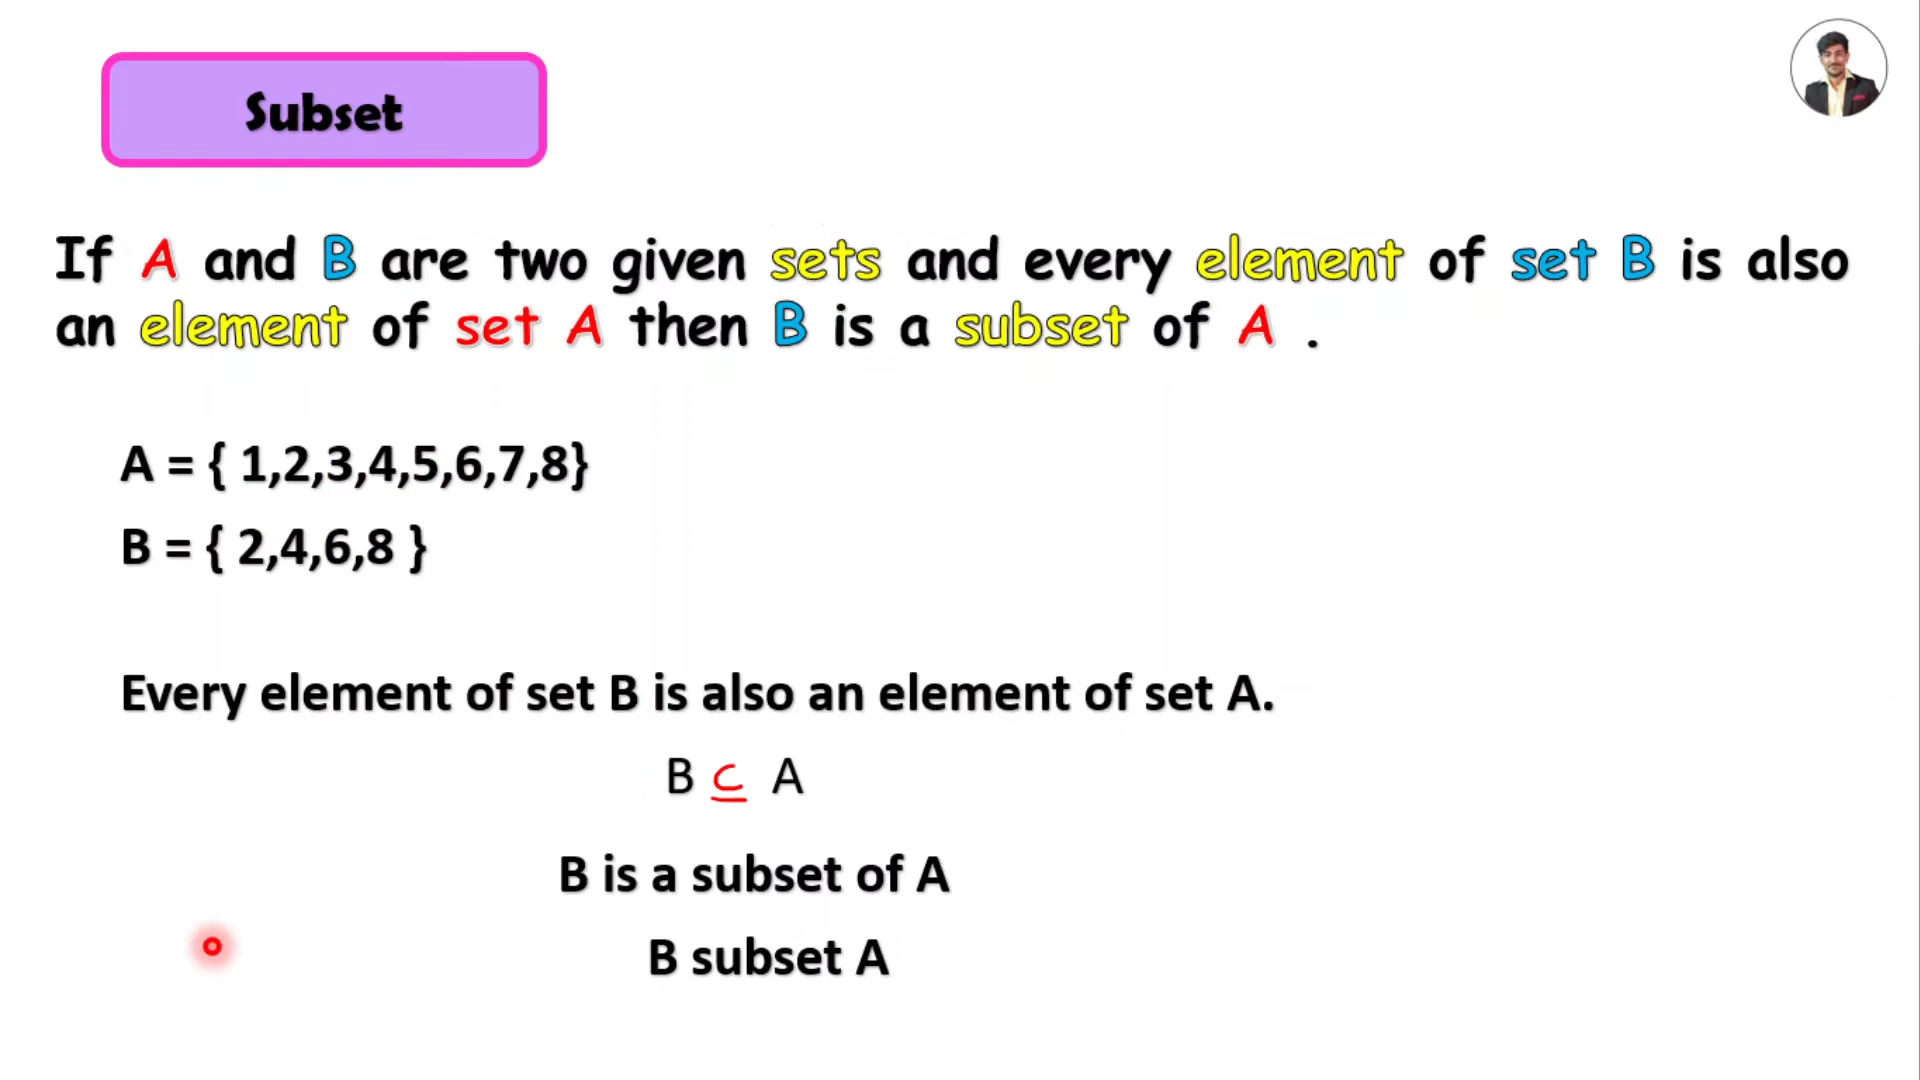 Subset
If A and B are two given sets and every element of set B is also
an element of set A then B is a subset of A .
A = { 1,2,3,4,5,6,7,8}
B = { 2,4,6,8 }
Every element of set B is also an element of set A.
B ⊆ A
B is a subset of A
B subset A